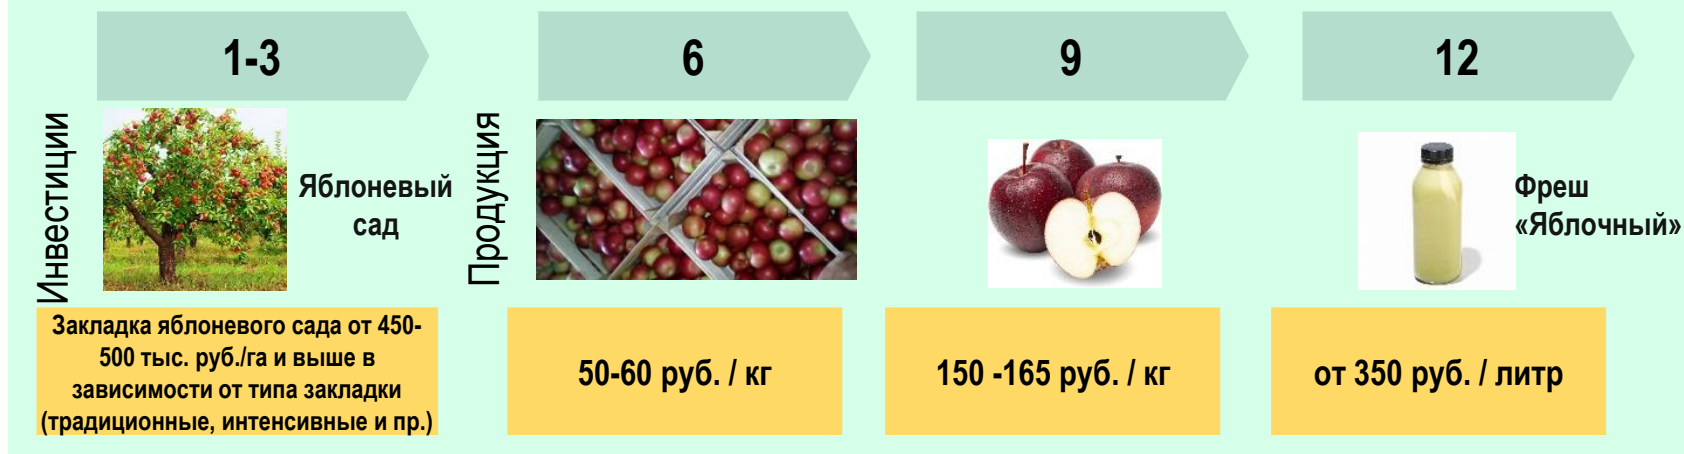 1-3
6
9
12
Инвестиции
Яблоневый
сад
Продукция
Фреш
«Яблочный»
Закладка яблоневого сада от 450-
500 тыс. руб./га и выше в
зависимости от типа закладки
(традиционные, интенсивные и пр.)
50-60 руб. / кг
150 -165 руб. / кг
от 350 руб. / литр